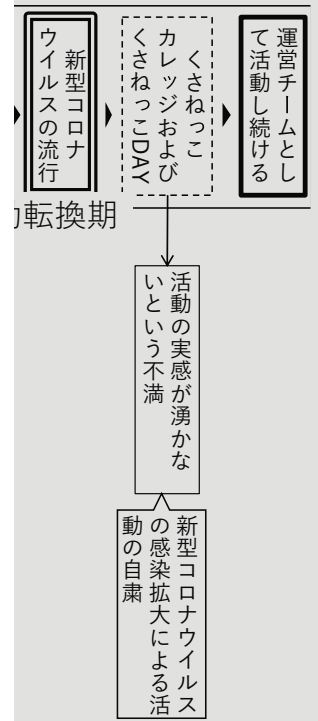 運営チームとし
て活動し続ける
くさねっこ
カレッジおよび
くさねっこDAY
新型コロナ
ウイルスの流行
転換期
活動の実感が湧かな
いという不満
新型コロナウイルス
の感染拡大による活
動の自粛